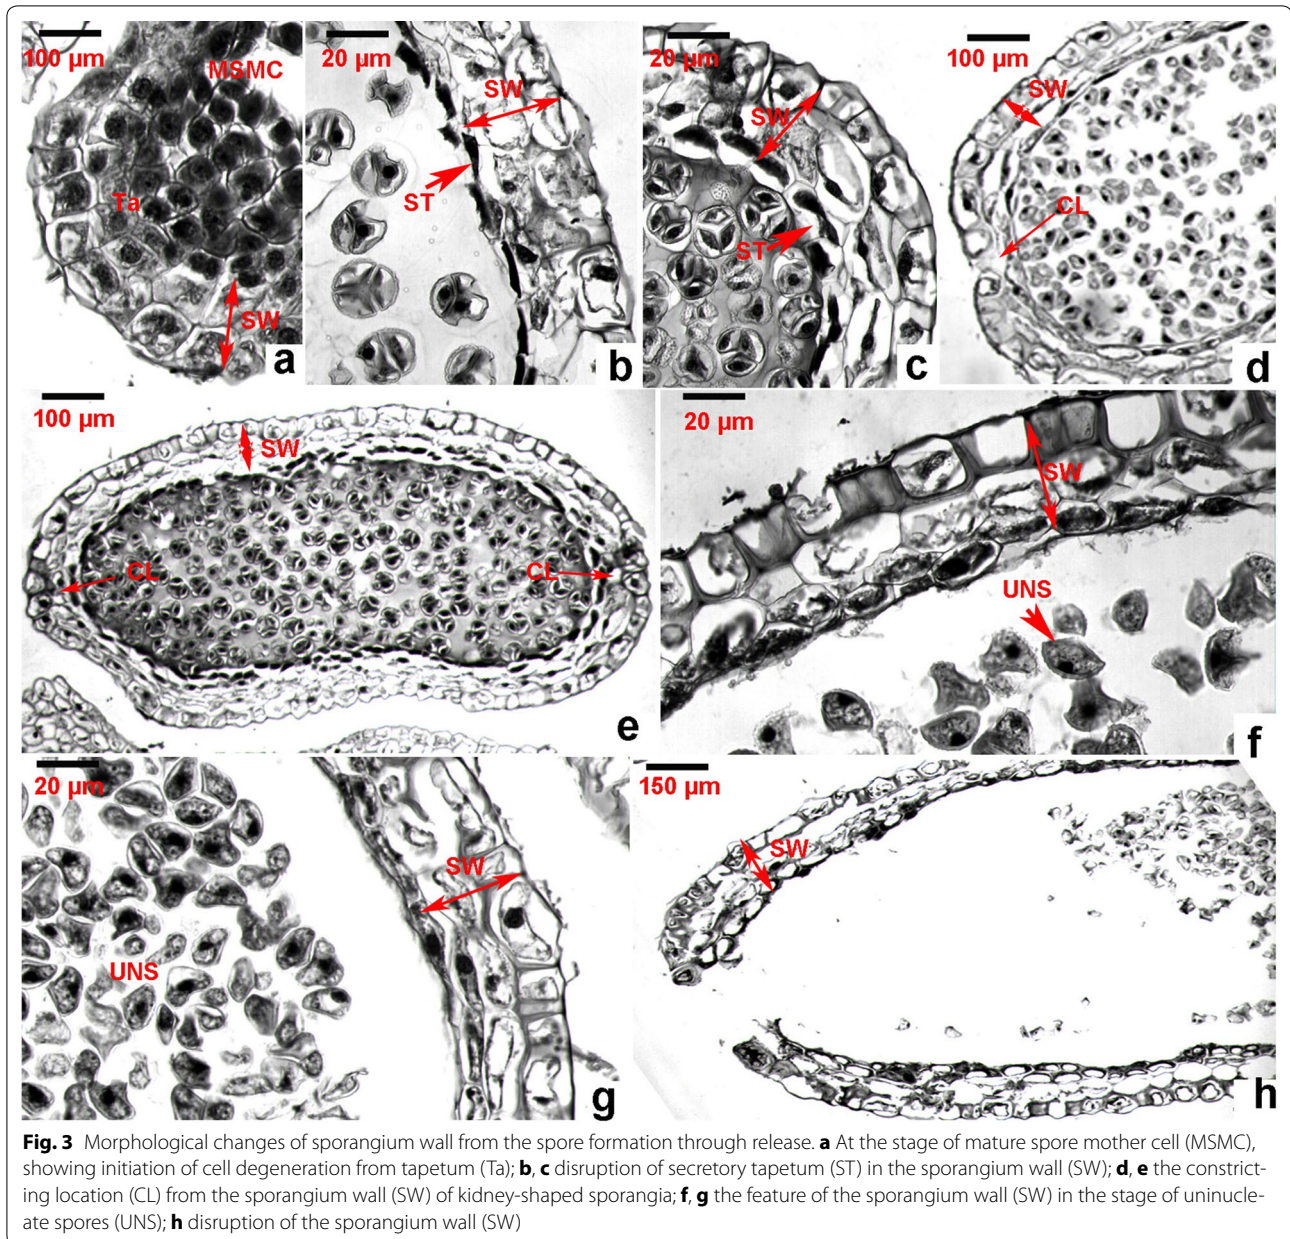 100 µm
MSMC
Ta
SW
a
20 µm
SW
ST
b
20 µm
SW
ST
c
100 µm
SW
CL
d
100 µm
SW
CL
CL
e
20 µm
SW
UNS
f
20 µm
SW
UNS
g
150 µm
SW
h
Fig. 3 Morphological changes of sporangium wall from the spore formation through release. a At the stage of mature spore mother cell (MSMC),
showing initiation of cell degeneration from tapetum (Ta); b, c disruption of secretory tapetum (ST) in the sporangium wall (SW); d, e the constrict-
ing location (CL) from the sporangium wall (SW) of kidney-shaped sporangia; f, g the feature of the sporangium wall (SW) in the stage of uninucle-
ate spores (UNS); h disruption of the sporangium wall (SW)